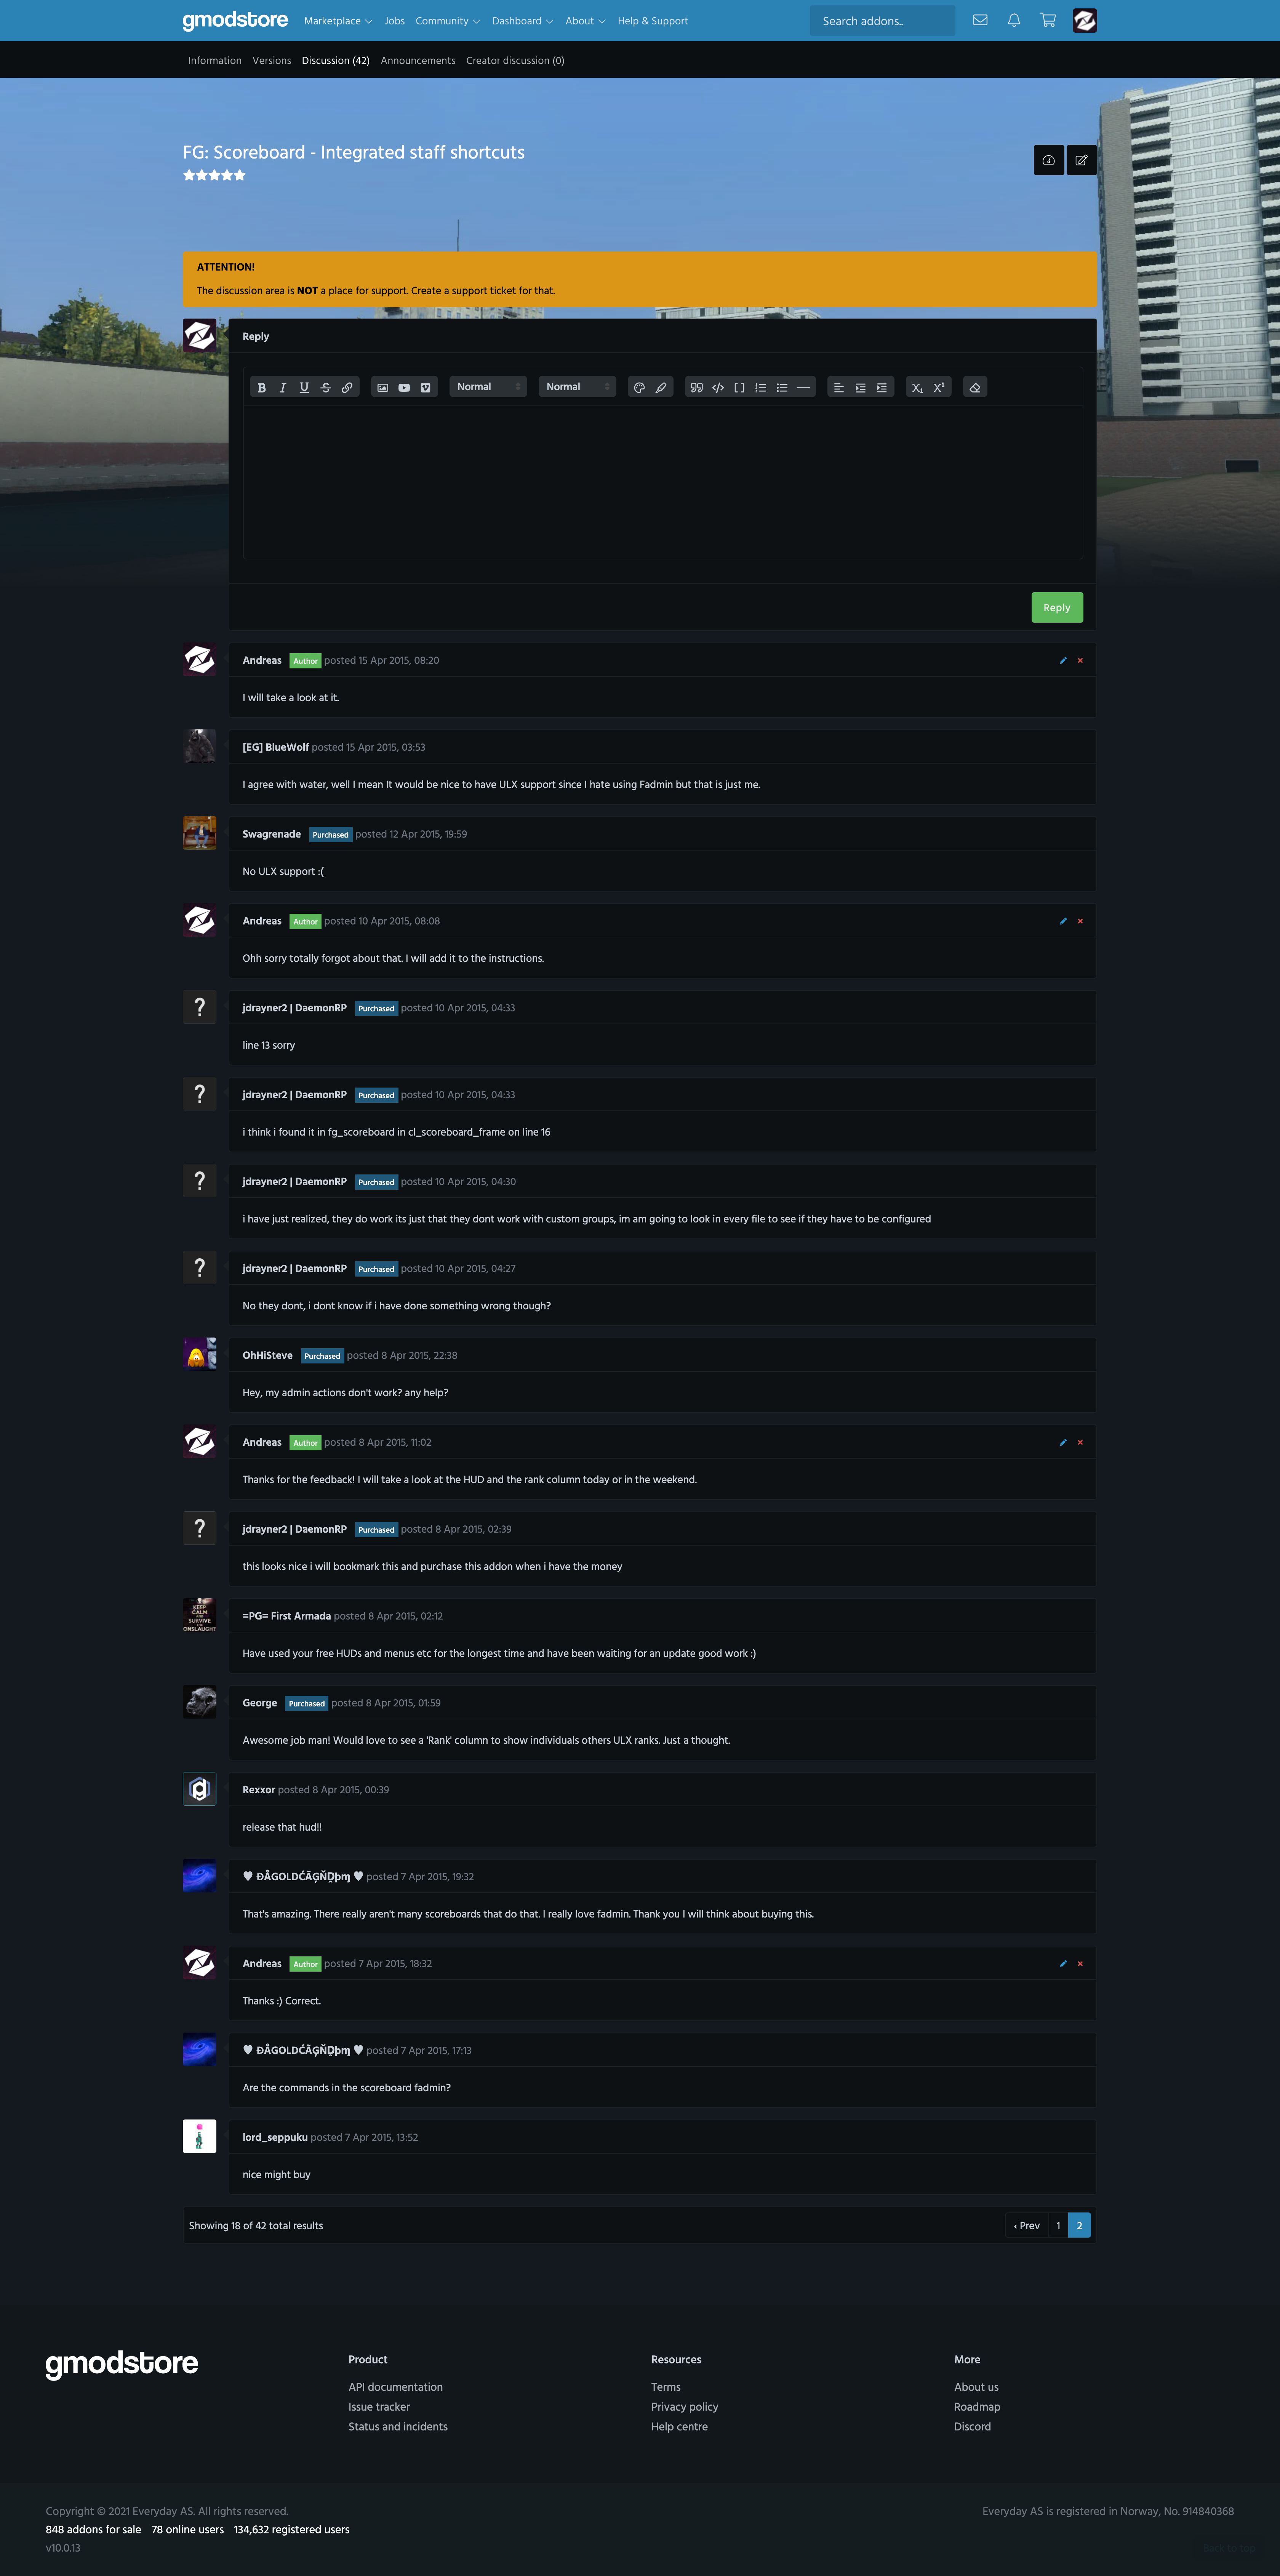 gmodstore Marketplace Jobs Community Dashboard About Help & Support Search addons..
Information Versions Discussion (42) Announcements Creator discussion (0)
FG: Scoreboard - Integrated staff shortcuts
ATTENTION!
The discussion area is NOT a place for support. Create a support ticket for that.
Reply
Normal Normal
Reply
Andreas Author posted 15 Apr 2015, 08:20
I will take a look at it.
[EG] BlueWolf posted 15 Apr 2015, 03:53
I agree with water, well I mean It would be nice to have ULX support since I hate using Fadmin but that is just me.
Swagrenade Purchased posted 12 Apr 2015, 19:59
No ULX support :(
Andreas Author posted 10 Apr 2015, 08:08
Ohh sorry totally forgot about that. I will add it to the instructions.
jdrayner2 | DaemonRP Purchased posted 10 Apr 2015, 04:33
line 13 sorry
jdrayner2 | DaemonRP Purchased posted 10 Apr 2015, 04:33
i think i found it in fg_scoreboard in cl_scoreboard_frame on line 16
jdrayner2 | DaemonRP Purchased posted 10 Apr 2015, 04:30
i have just realized, they do work its just that they dont work with custom groups, im am going to look in every file to see if they have to be configured
jdrayner2 | DaemonRP Purchased posted 10 Apr 2015, 04:27
No they dont, i dont know if i have done something wrong though?
OhHiSteve Purchased posted 8 Apr 2015, 22:38
Hey, my admin actions don't work? any help?
Andreas Author posted 8 Apr 2015, 11:02
Thanks for the feedback! I will take a look at the HUD and the rank column today or in the weekend.
jdrayner2 | DaemonRP Purchased posted 8 Apr 2015, 02:39
this looks nice i will bookmark this and purchase this addon when i have the money
KEEP
CALM
AND
SURVIVE
THE
ONSLAUGHT
=PG= First Armada posted 8 Apr 2015, 02:12
Have used your free HUDs and menus etc for the longest time and have been waiting for an update good work :)
George Purchased posted 8 Apr 2015, 01:59
Awesome job man! Would love to see a 'Rank' column to show individuals others ULX ranks. Just a thought.
Rexxor posted 8 Apr 2015, 00:39
release that hud!!
♥ ♥ posted 7 Apr 2015, 19:32
That's amazing. There really aren't many scoreboards that do that. I really love fadmin. Thank you I will think about buying this.
Andreas Author posted 7 Apr 2015, 18:32
Thanks :) Correct.
♥ ♥ posted 7 Apr 2015, 17:13
Are the commands in the scoreboard fadmin?
lord_seppuku posted 7 Apr 2015, 13:52
nice might buy
Showing 18 of 42 total results ‹ Prev 1 2
gmodstore
Product
API documentation
Issue tracker
Status and incidents
Resources
Terms
Privacy policy
Help centre
More
About us
Roadmap
Discord
Copyright © 2021 Everyday AS. All rights reserved. Everyday AS is registered in Norway, No. 914840368
848 addons for sale 78 online users 134,632 registered users
v10.0.13
Back to top